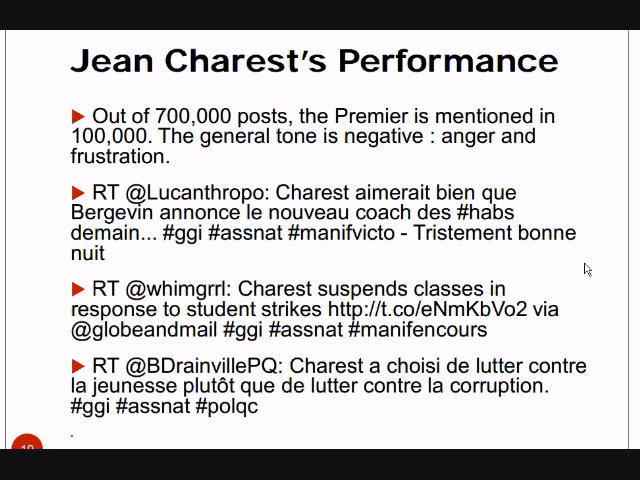 Jean Charest's Performance
Out of 700,000 posts, the Premier is mentioned in
100,000. The general tone is negative : anger and
frustration.
RT @Lucanthropo: Charest aimerait bien que
Bergevin annonce le nouveau coach des #habs
demain... #ggi #assnat #manifvicto - Tristement bonne
nuit
RT @whimgrrl: Charest suspends classes in
response to student strikes http://t.co/eNmKbVo2 via
@globeandmail #ggi #assnat #manifencours
RT @BDrainvillePQ: Charest a choisi de lutter contre
la jeunesse plutôt que de lutter contre la corruption.
#ggi #assnat #polqc